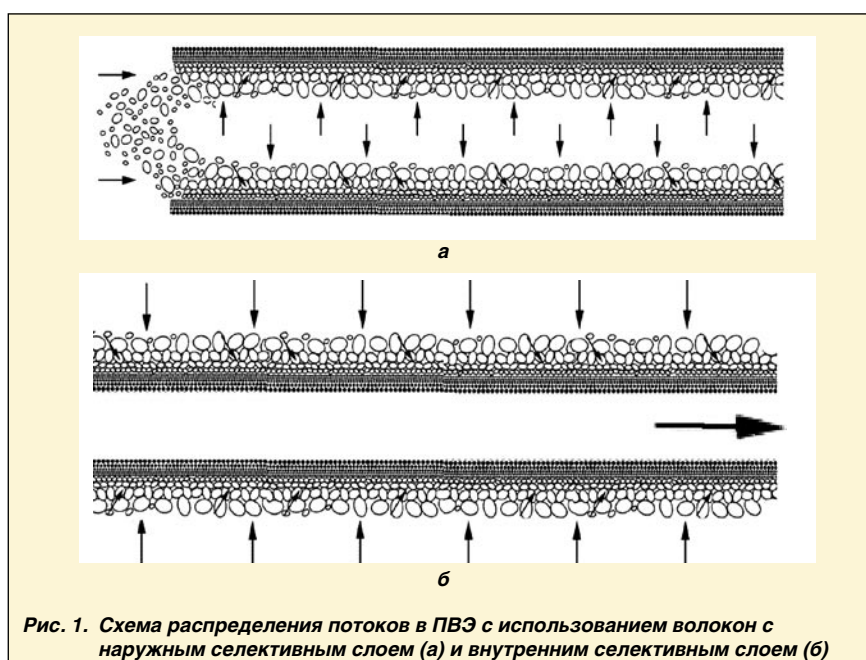 а
б
Рис. 1. Схема распределения потоков в ПВЭ с использованием волокон с
наружным селективным слоем (а) и внутренним селективным слоем (б)